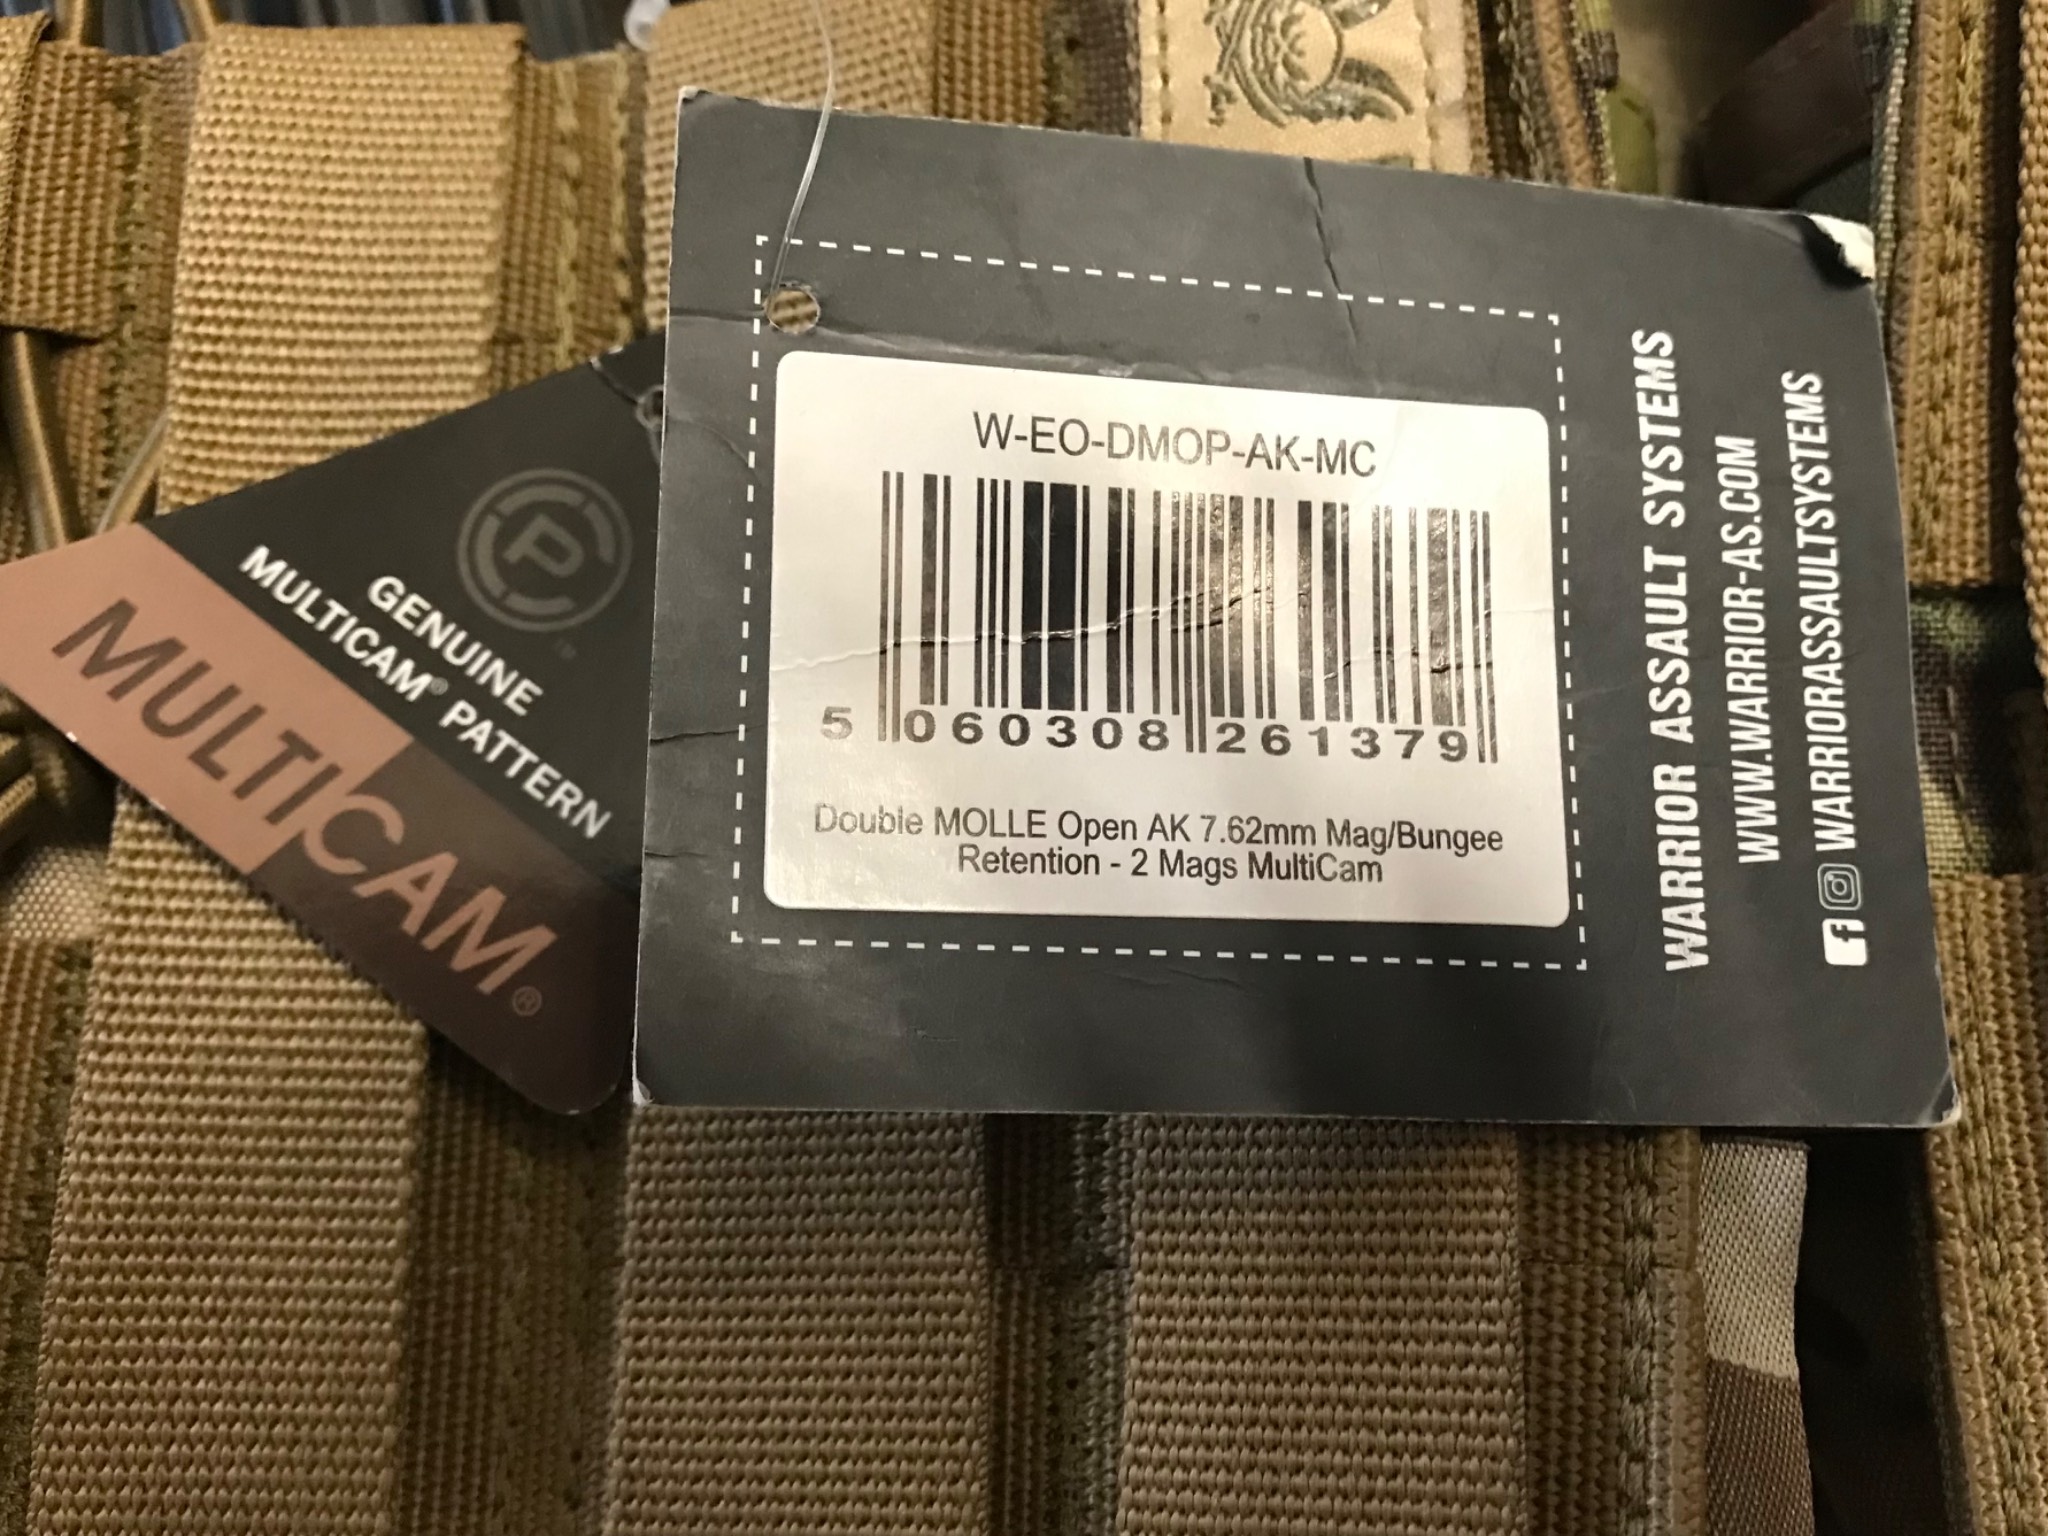 W-EO-DMOP-AK-MC
5 060308 261379
Double MOLLE Open AK 7.62mm Mag/Bungee
Retention - 2 Mags MultiCam
WARRIOR ASSAULT SYSTEMS
WWW.WARRIOR-AS.COM
WARRIORASSAULTSYSTEMS
P
TM
GENUINE
MULTICAM® PATTERN
MULTICAM®